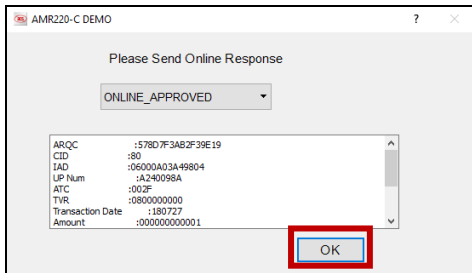 AMR220-C DEMO ?
Please Send Online Response
ONLINE_APPROVED
ARQC :578D7F3AB2F39E19
CID :80
IAD :06000A03A49804
UP Num :A240098A
ATC :002F
TVR :0800000000
Transaction Date :180727
Amount :000000000001
OK